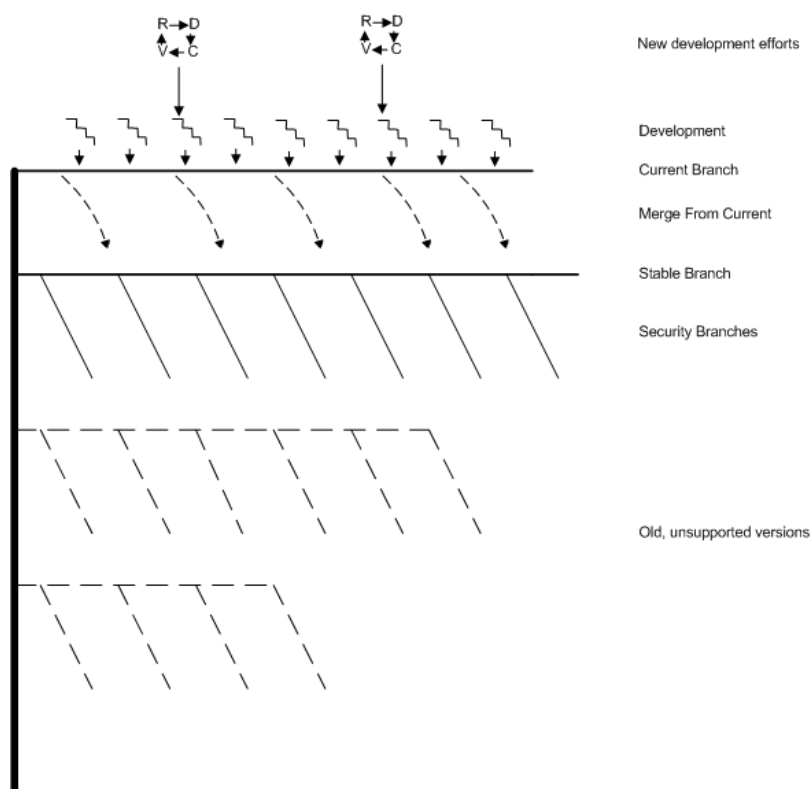 R D R D New development efforts
V C V C
Development
Current Branch
Merge From Current
Stable Branch
Security Branches
Old, unsupported versions